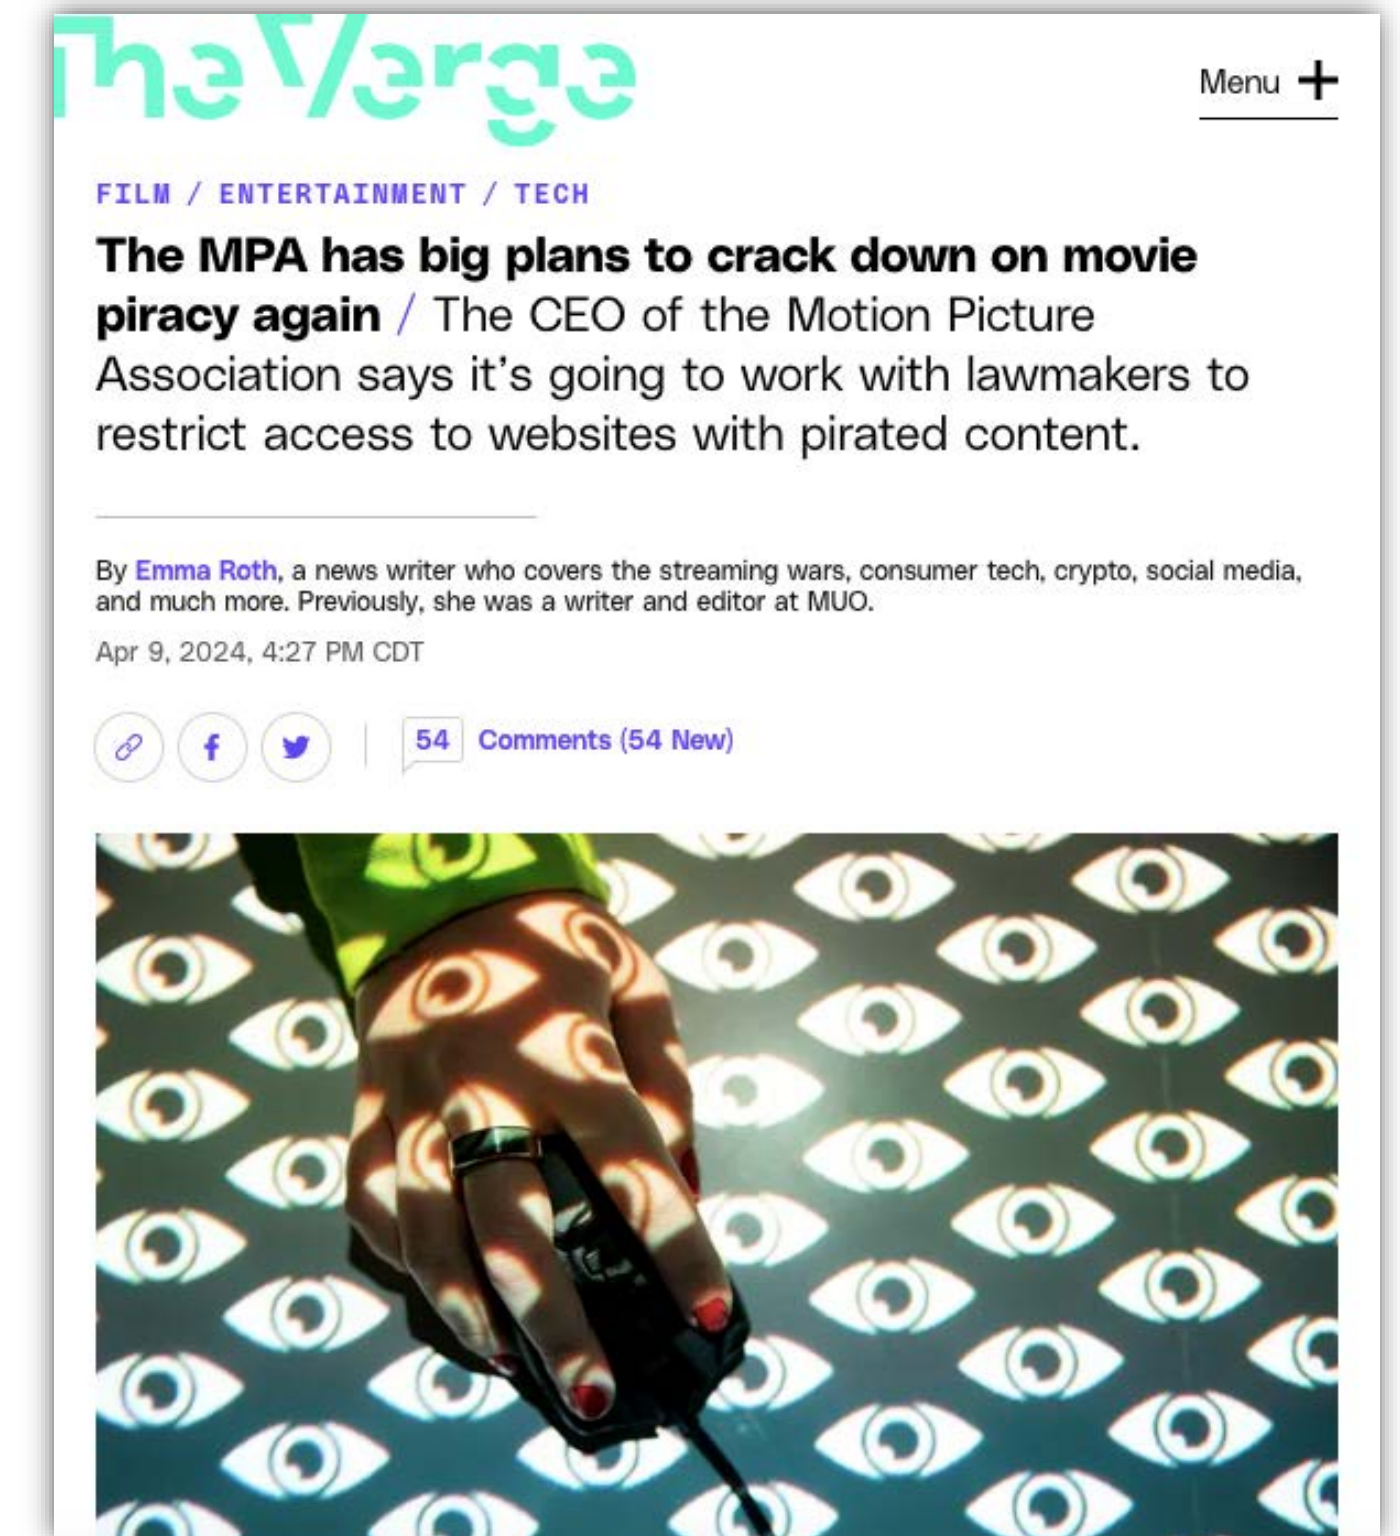 The Verge
Menu
FILM / ENTERTAINMENT / TECH
The MPA has big plans to crack down on movie
piracy again / The CEO of the Motion Picture
Association says it’s going to work with lawmakers to
restrict access to websites with pirated content.
By Emma Roth, a news writer who covers the streaming wars, consumer tech, crypto, social media,
and much more. Previously, she was a writer and editor at MUO.
Apr 9, 2024, 4:27 PM CDT
54 Comments (54 New)